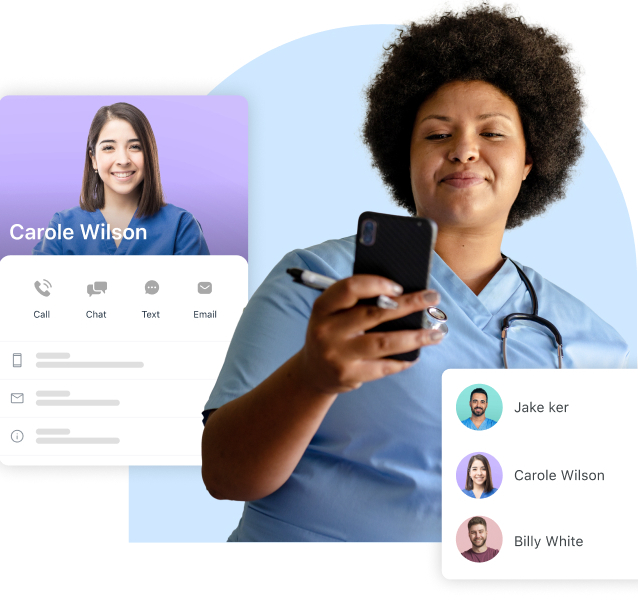 Carole Wilson
Call Chat Text Email
Jake ker
Carole Wilson
Billy White